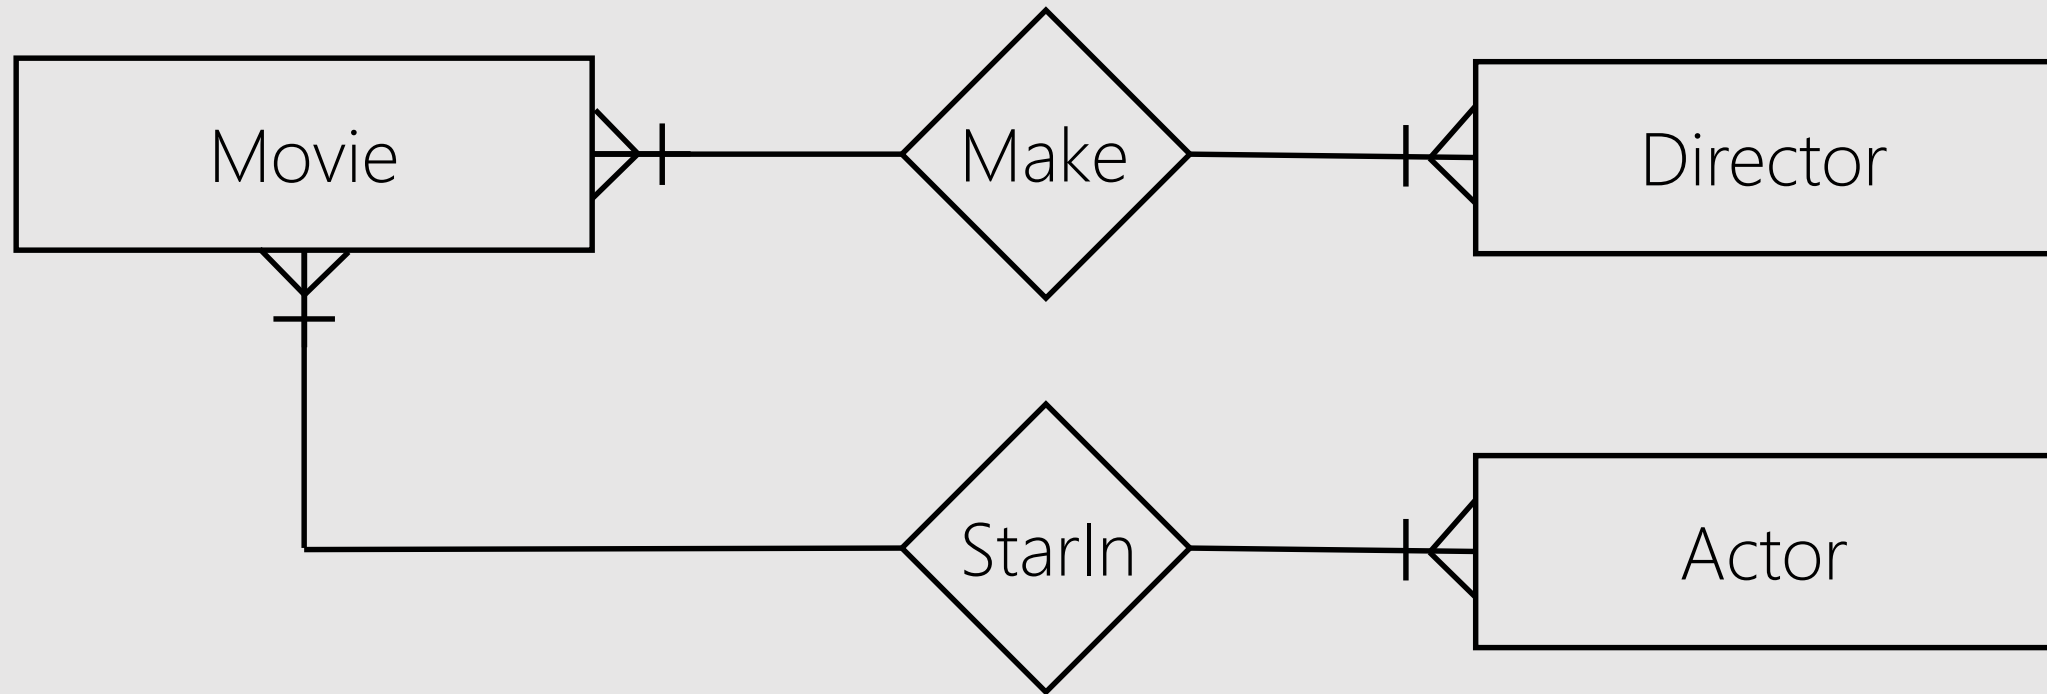 Movie
Make
Director
StarIn
Actor